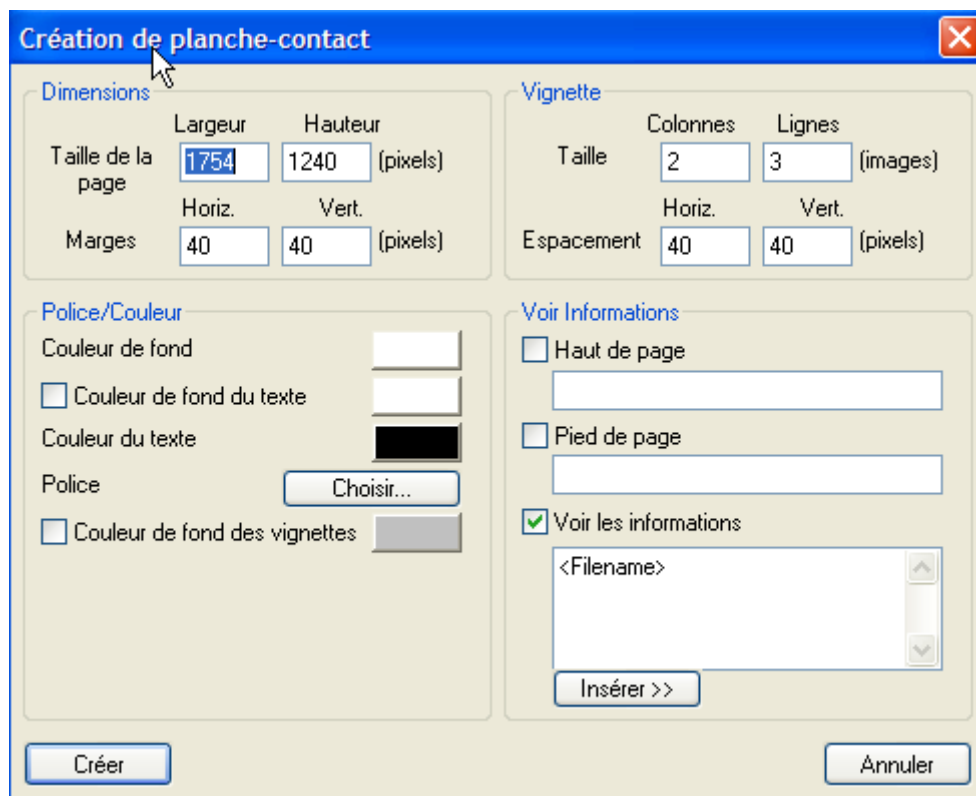 Création de planche-contact
Dimensions
Largeur Hauteur
Taille de la page 1754 1240 (pixels)
Horiz. Vert.
Marges 40 40 (pixels)
Vignette
Colonnes Lignes
Taille 2 3 (images)
Horiz. Vert.
Espacement 40 40 (pixels)
Police/Couleur
Couleur de fond
Couleur de fond du texte
Couleur du texte
Police Choisir...
Couleur de fond des vignettes
Voir Informations
Haut de page
Pied de page
Voir les informations
<Filename>
Insérer >>
Créer Annuler